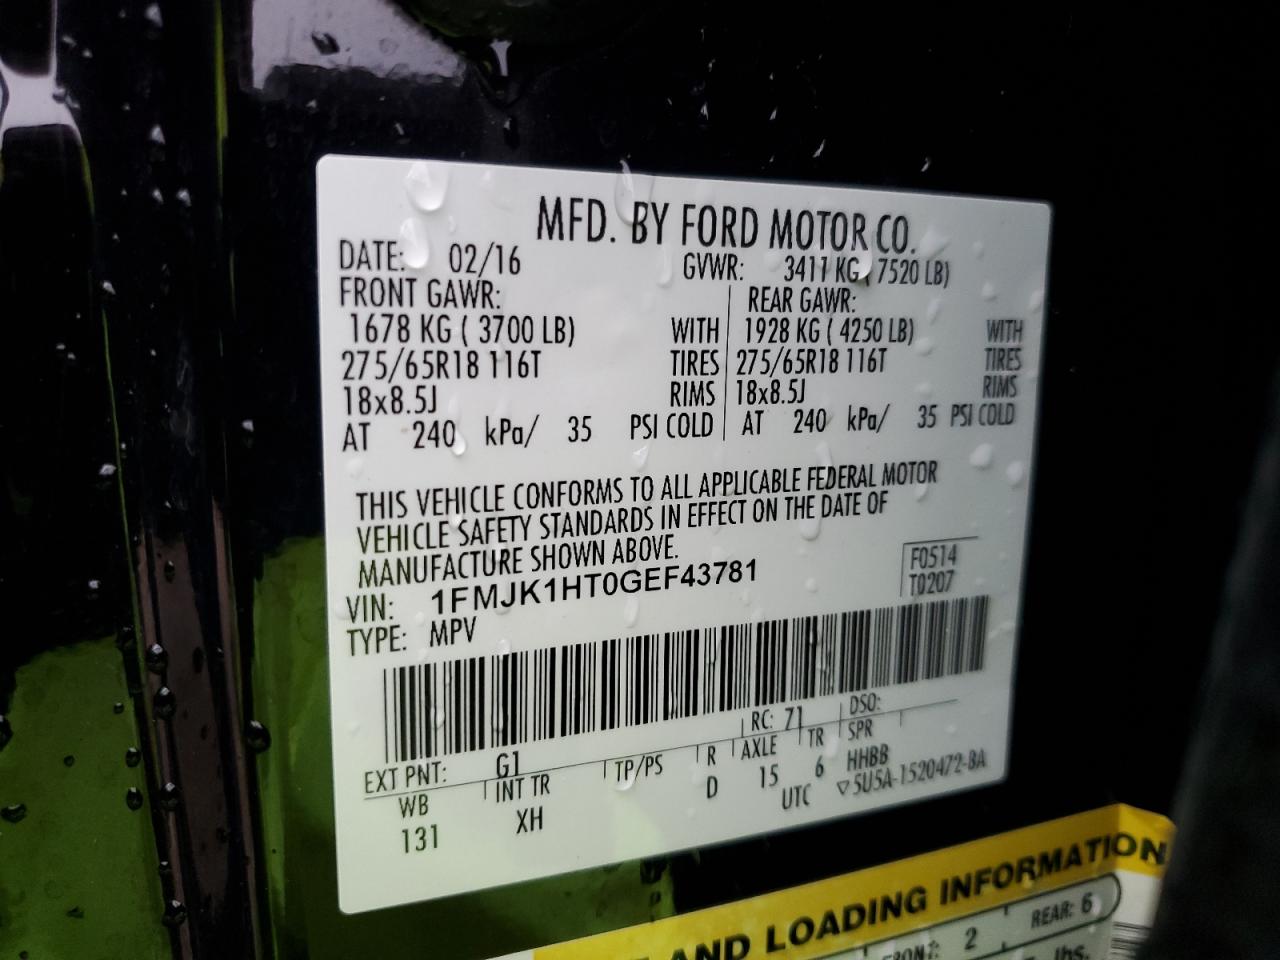 MFD. BY FORD MOTOR CO.
DATE: 02/16 GVWR: 3411 KG ( 7520 LB)
FRONT GAWR: REAR GAWR:
1678 KG ( 3700 LB) WITH 1928 KG ( 4250 LB) WITH
275/65R18 116T TIRES 275/65R18 116T TIRES
18x8.5J RIMS 18x8.5J RIMS
AT 240 kPa/ 35 PSI COLD AT 240 kPa/ 35 PSI COLD
THIS VEHICLE CONFORMS TO ALL APPLICABLE FEDERAL MOTOR
VEHICLE SAFETY STANDARDS IN EFFECT ON THE DATE OF
MANUFACTURE SHOWN ABOVE.
F0514
T0207
VIN: 1FMJK1HT0GEF43781
TYPE: MPV
EXT PNT: G1 RC: 71 DSO:
WB INT TR TP/PS R AXLE TR SPR
131 XH D 15 6 HHBB
UTC ▽5U5A-1520472-BA
AND LOADING INFORMATION
2 REAR: 6
lbs.